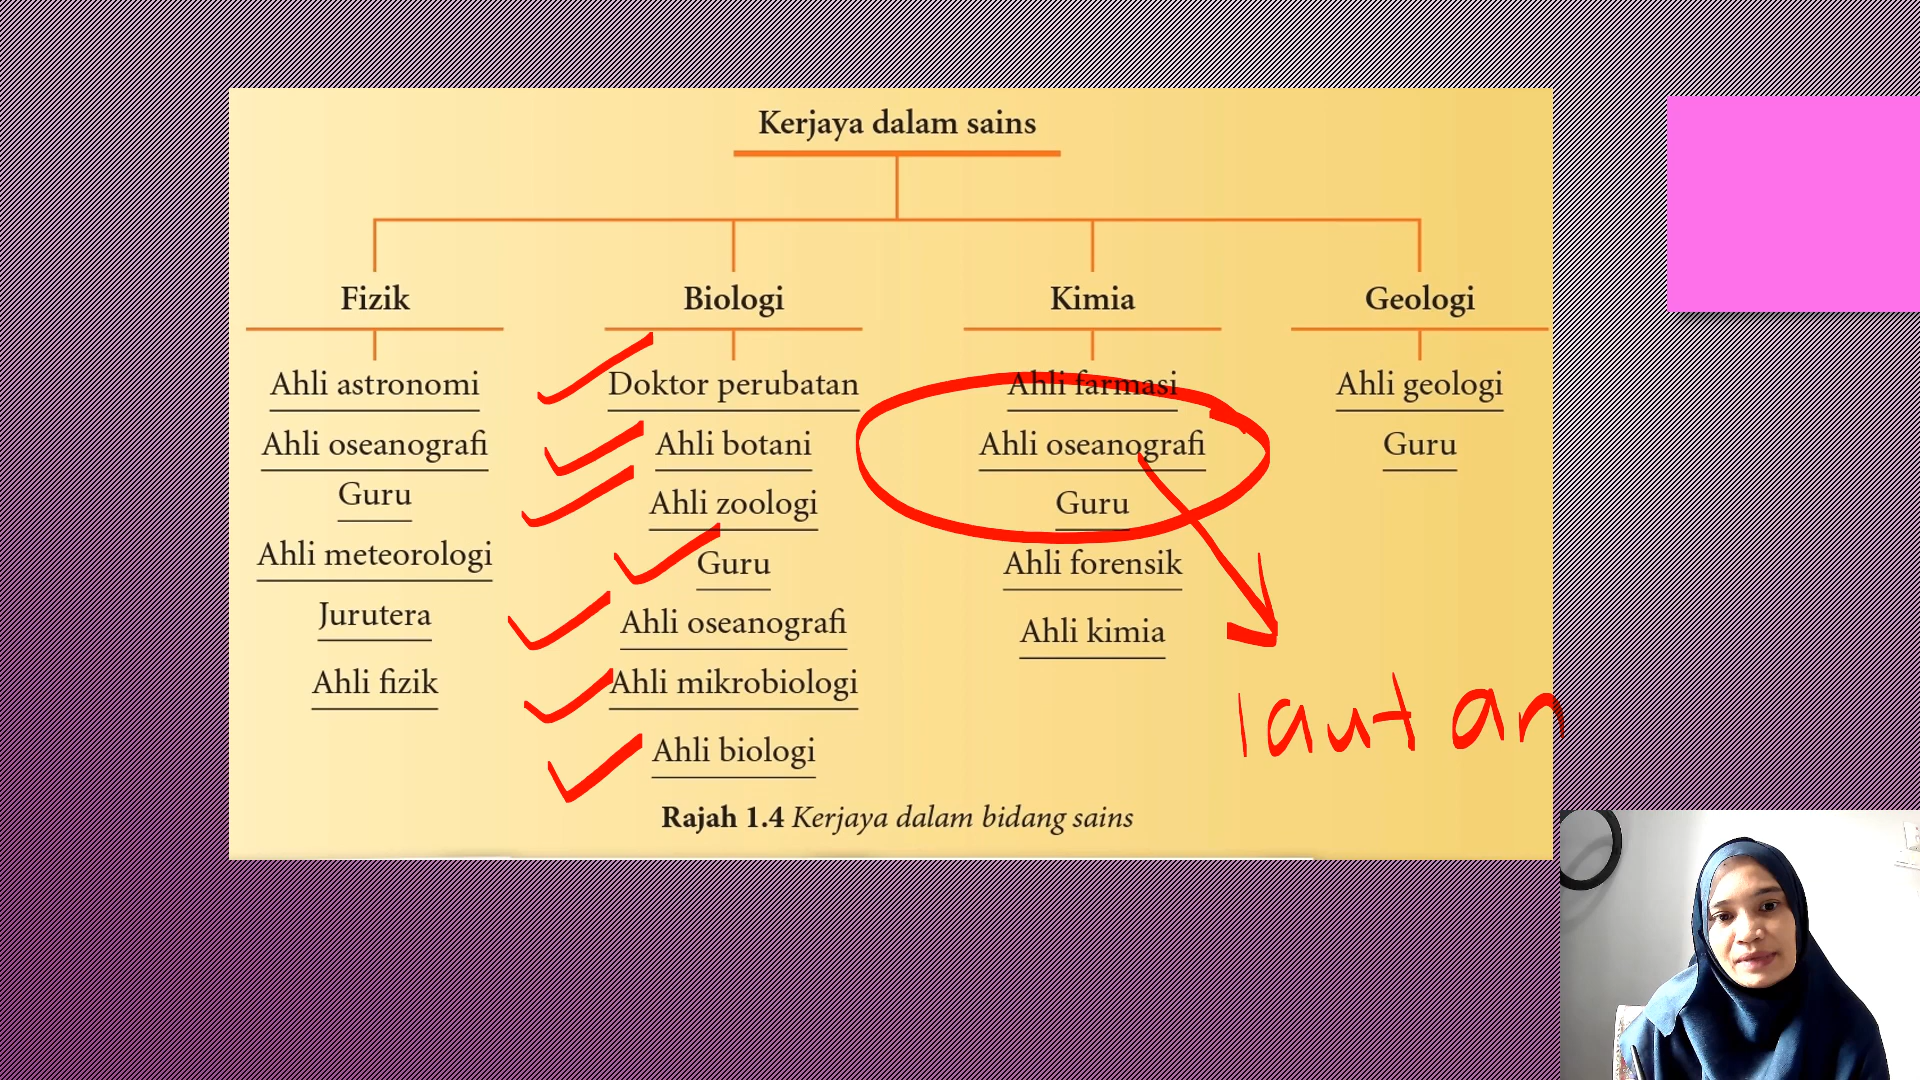 Kerjaya dalam sains
Fizik
Ahli astronomi
Ahli oseanografi
Guru
Ahli meteorologi
Jurutera
Ahli fizik
Biologi
Doktor perubatan
Ahli botani
Ahli zoologi
Guru
Ahli oseanografi
Ahli mikrobiologi
Ahli biologi
Kimia
Ahli farmasi
Ahli oseanografi
Guru
Ahli forensik
Ahli kimia
Geologi
Ahli geologi
Guru
lautan
Rajah 1.4 Kerjaya dalam bidang sains